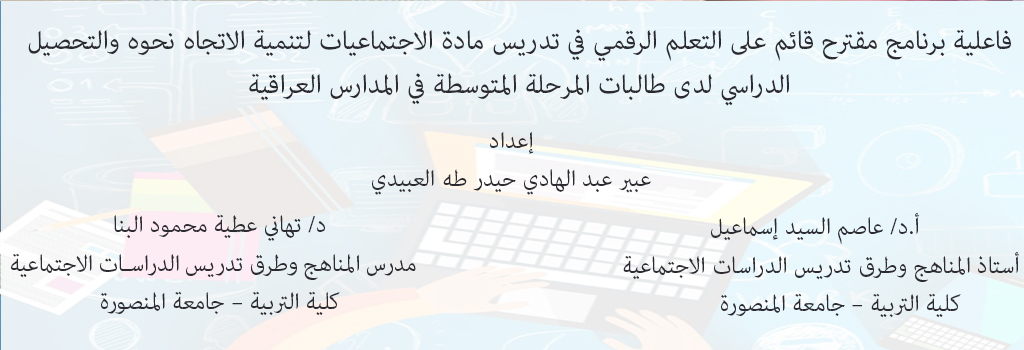 فاعلية برنامج مقترح قائم على التعلم الرقمي في تدريس مادة الاجتماعيات لتنمية الاتجاه نحوه والتحصيل
الدراسي لدى طالبات المرحلة المتوسطة في المدارس العراقية
إعداد
عبير عبد الهادي حيدر طه العبيدي
أ.د/ عاصم السيد إسماعيل
أستاذ المناهج وطرق تدريس الدراسات الاجتماعية
كلية التربية – جامعة المنصورة
د/ تهاني عطية محمود البنا
مدرس المناهج وطرق تدريس الدراسات الاجتماعية
كلية التربية – جامعة المنصورة